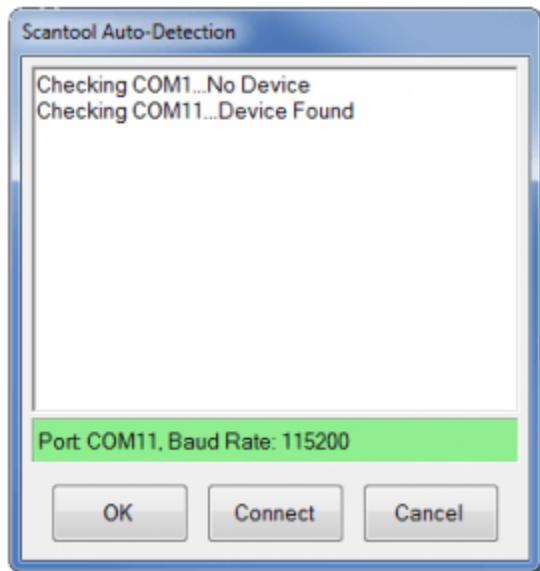 Scantool Auto-Detection
Checking COM1...No Device
Checking COM11...Device Found
Port: COM11, Baud Rate: 115200
OK
Connect
Cancel